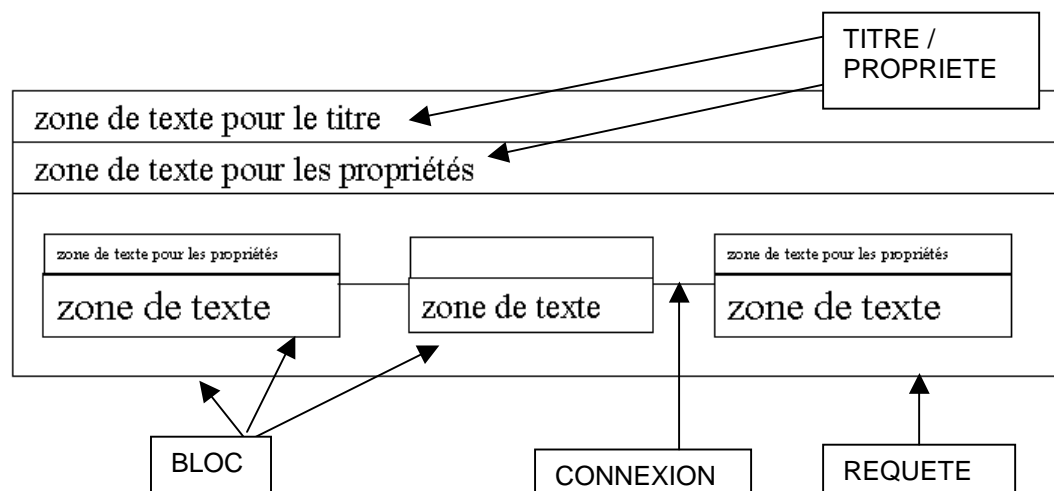 TITRE /
PROPRIETE
zone de texte pour le titre
zone de texte pour les propriétés
zone de texte pour les propriétés
zone de texte
zone de texte
zone de texte pour les propriétés
zone de texte
BLOC
CONNEXION
REQUETE